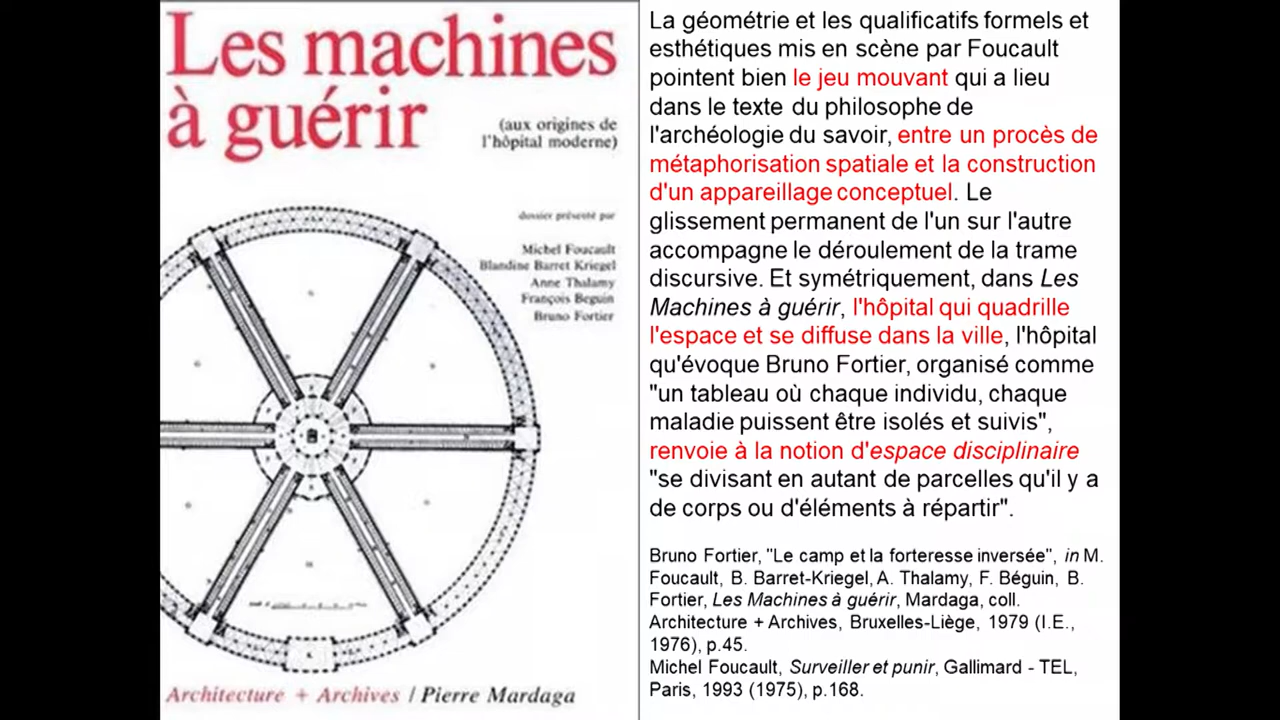 Les machines
à guérir
(aux origines de
l'hôpital moderne)
dossier présenté par
Michel Foucault
Blandine Barret Kriegel
Anne Thalamy
François Beguin
Bruno Fortier
Architecture + Archives / Pierre Mardaga
La géométrie et les qualificatifs formels et
esthétiques mis en scène par Foucault
pointent bien le jeu mouvant qui a lieu
dans le texte du philosophe de
l'archéologie du savoir, entre un procès de
métaphorisation spatiale et la construction
d'un appareillage conceptuel. Le
glissement permanent de l'un sur l'autre
accompagne le déroulement de la trame
discursive. Et symétriquement, dans Les
Machines à guérir, l'hôpital qui quadrille
l'espace et se diffuse dans la ville, l'hôpital
qu'évoque Bruno Fortier, organisé comme
"un tableau où chaque individu, chaque
maladie puissent être isolés et suivis",
renvoie à la notion d'espace disciplinaire
"se divisant en autant de parcelles qu'il y a
de corps ou d'éléments à répartir".
Bruno Fortier, "Le camp et la forteresse inversée", in M.
Foucault, B. Barret-Kriegel, A. Thalamy, F. Béguin, B.
Fortier, Les Machines à guérir, Mardaga, coll.
Architecture + Archives, Bruxelles-Liège, 1979 (I.E.,
1976), p.45.
Michel Foucault, Surveiller et punir, Gallimard - TEL,
Paris, 1993 (1975), p.168.